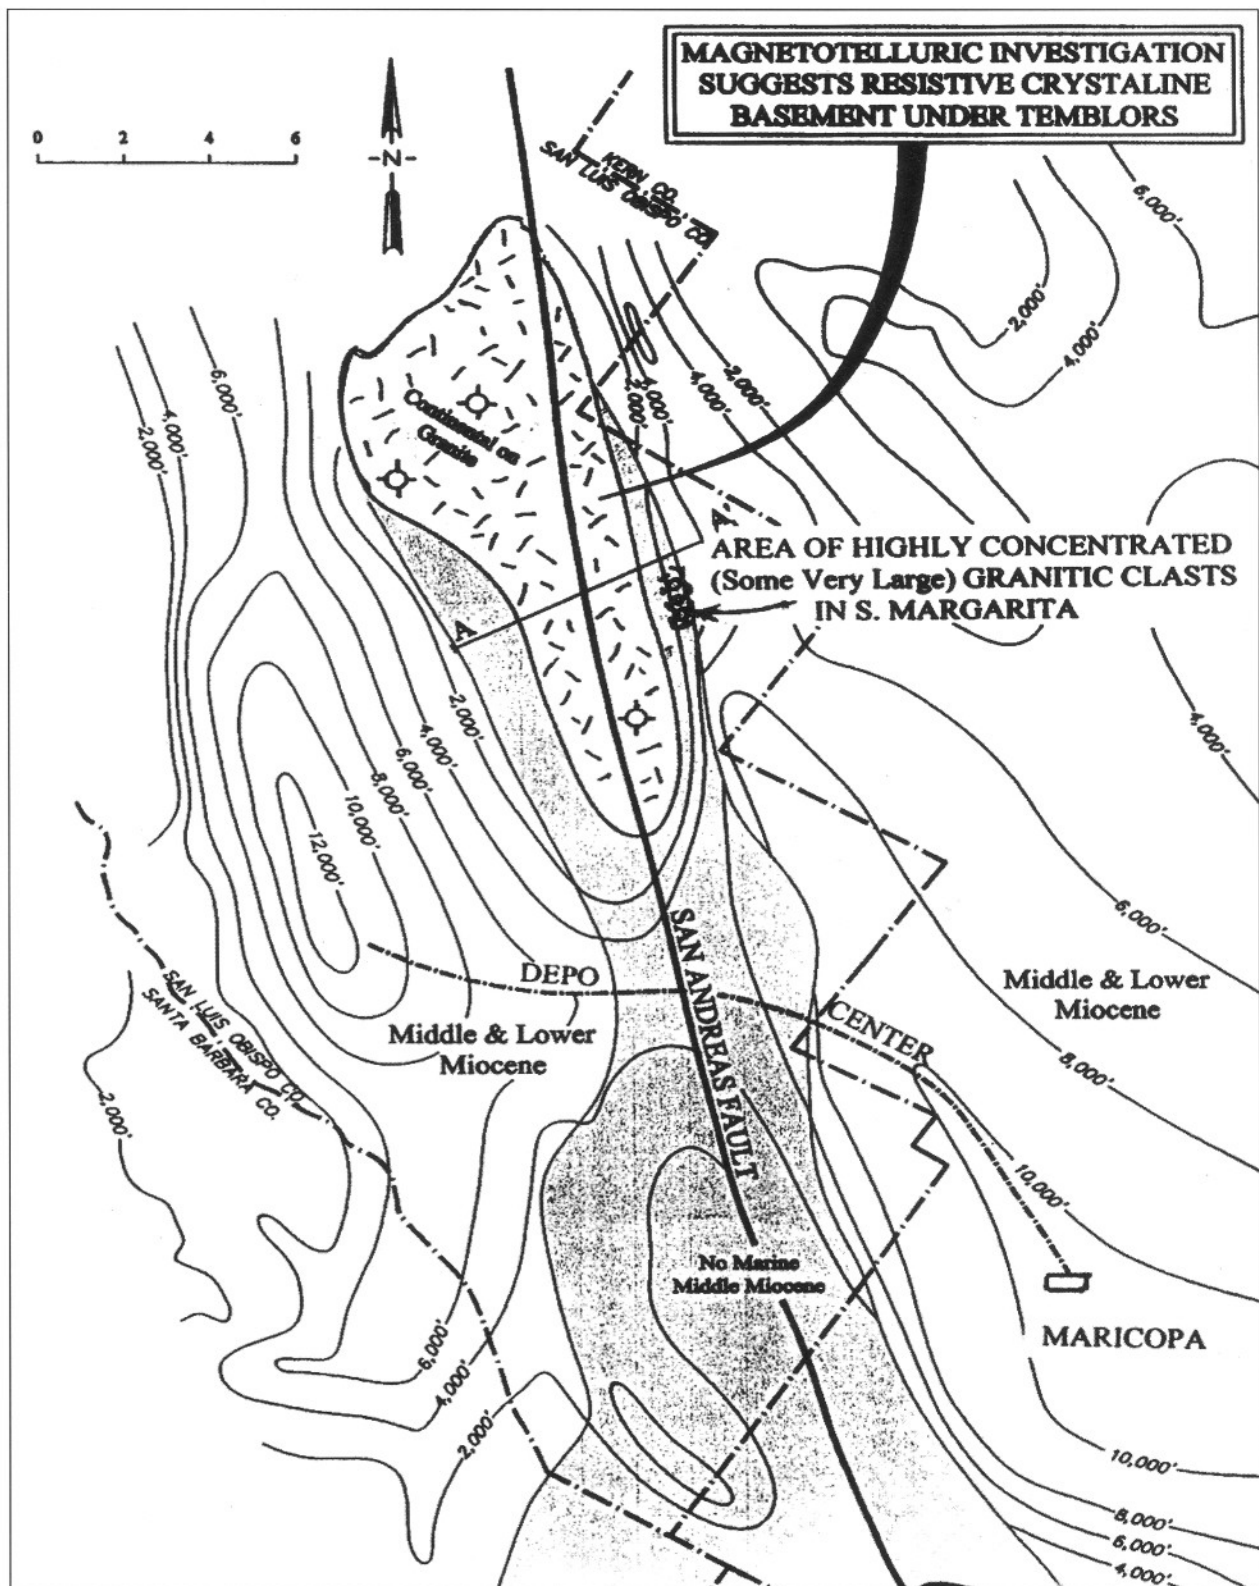 MAGNETOTELLURIC INVESTIGATION
SUGGESTS RESISTIVE CRYSTALINE
BASEMENT UNDER TEMBLORS
0 2 4 6
-N-
KERN CO.
SAN LUIS OBISPO CO.
6,000'
2,000'
4,000'
6,000'
4,000'
2,000'
4,000'
2,000'
2,000'
4,000'
Continental on
Granite
A'
AREA OF HIGHLY CONCENTRATED
(Some Very Large) GRANITIC CLASTS
IN S. MARGARITA
A
2,000'
4,000'
6,000'
8,000'
10,000'
12,000'
4,000'
6,000'
SAN ANDREAS FAULT
DEPO
CENTER
Middle & Lower
Miocene
Middle & Lower
Miocene
SAN LUIS OBISPO CO.
SANTA BARBARA CO.
8,000'
2,000'
10,000'
No Marine
Middle Miocene
MARICOPA
6,000'
4,000'
2,000'
10,000'
8,000'
6,000'
4,000'